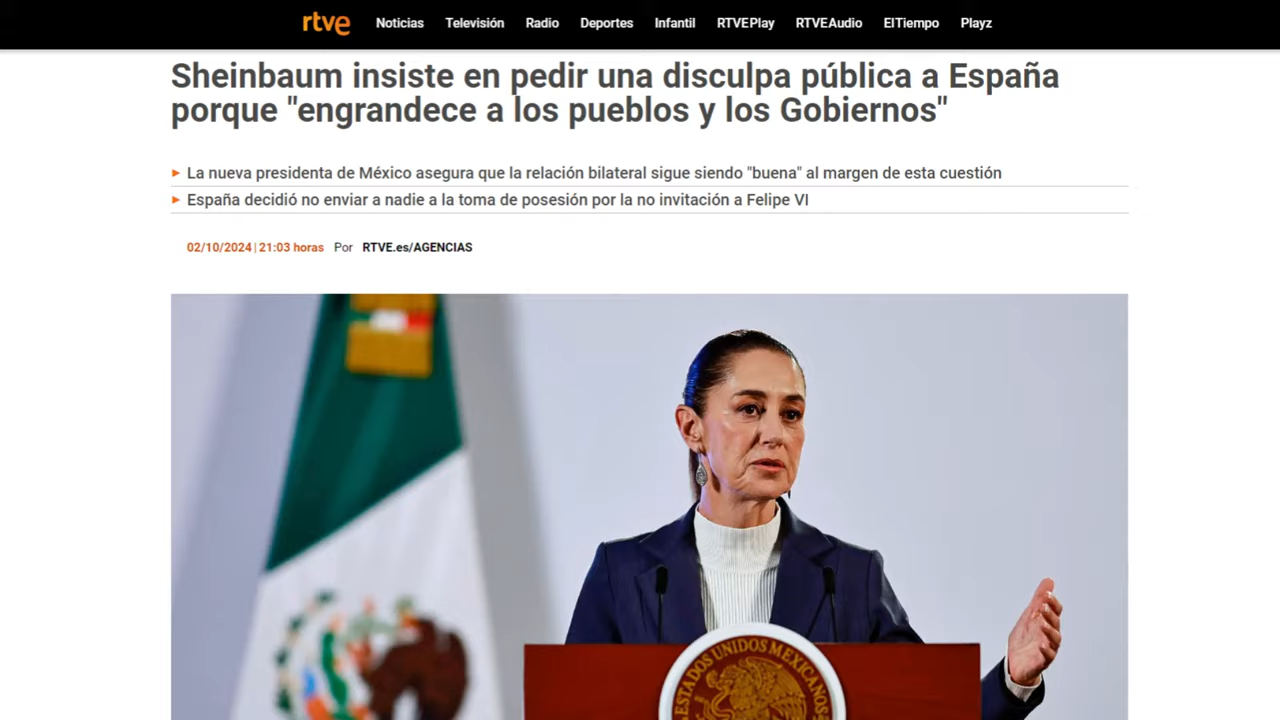 rtve Noticias Televisión Radio Deportes Infantil RTVEPlay RTVEAudio ElTiempo Playz
Sheinbaum insiste en pedir una disculpa pública a España
porque "engrandece a los pueblos y los Gobiernos"
La nueva presidenta de México asegura que la relación bilateral sigue siendo "buena" al margen de esta cuestión
España decidió no enviar a nadie a la toma de posesión por la no invitación a Felipe VI
02/10/2024 | 21:03 horas Por RTVE.es/AGENCIAS
ESTADOS UNIDOS MEXICANOS